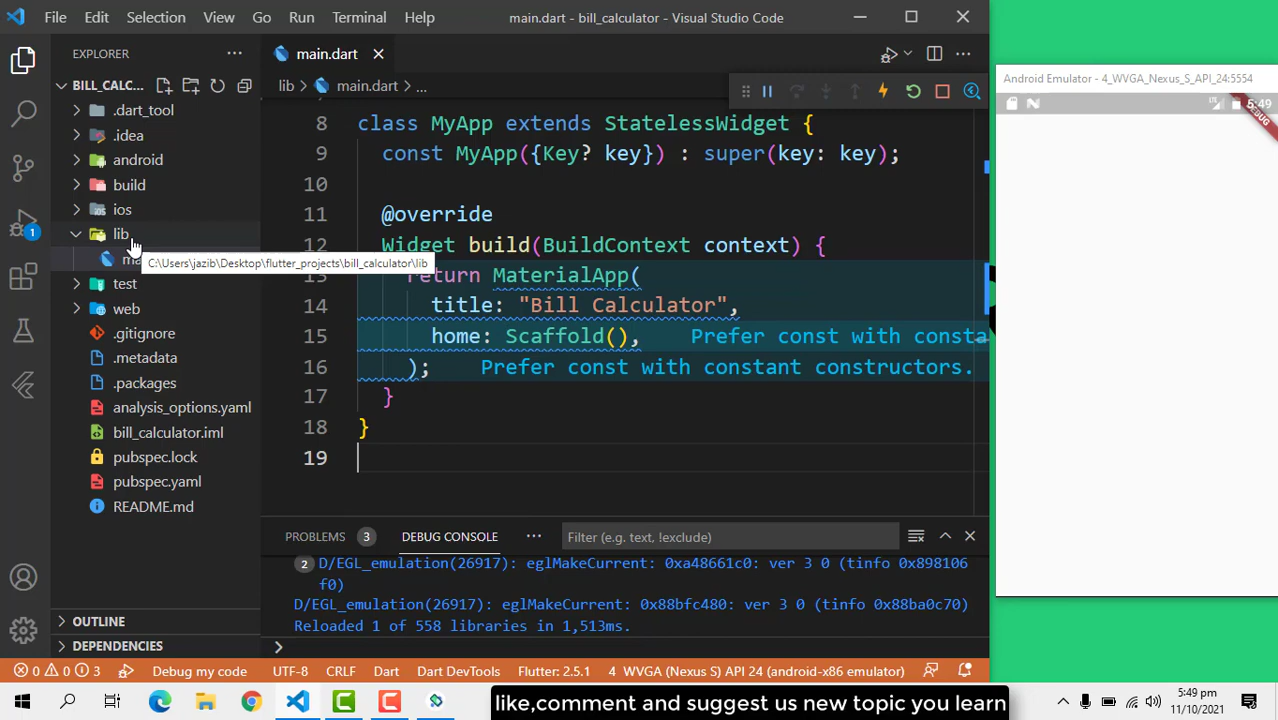 File Edit Selection View Go Run Terminal Help
main.dart - bill_calculator - Visual Studio Code
EXPLORER
BILL_CALC...
.dart_tool
.idea
android
build
ios
lib
C:\Users\jazib\Desktop\flutter_projects\bill_calculator\lib
test
web
.gitignore
.metadata
.packages
analysis_options.yaml
bill_calculator.iml
pubspec.lock
pubspec.yaml
README.md
OUTLINE
DEPENDENCIES
1
main.dart
lib > main.dart > ...
8 class MyApp extends StatelessWidget {
9 const MyApp({Key? key}) : super(key: key);
10
11 @override
12 Widget build(BuildContext context) {
return MaterialApp(
14 title: "Bill Calculator",
15 home: Scaffold(), Prefer const with consta
16 ); Prefer const with constant constructors.
17 }
18 }
19
PROBLEMS 3 DEBUG CONSOLE ... Filter (e.g. text, !exclude)
2 D/EGL_emulation(26917): eglMakeCurrent: 0xa48661c0: ver 3 0 (tinfo 0x898106
f0)
D/EGL_emulation(26917): eglMakeCurrent: 0x88bfc480: ver 3 0 (tinfo 0x88ba0c70)
Reloaded 1 of 558 libraries in 1,513ms.
>
0 0 3 Debug my code UTF-8 CRLF Dart Dart DevTools Flutter: 2.5.1 4 WVGA (Nexus S) API 24 (android-x86 emulator)
Android Emulator - 4_WVGA_Nexus_S_API_24:5554
5:49
DEBUG
like,comment and suggest us new topic you learn
5:49 pm
11/10/2021